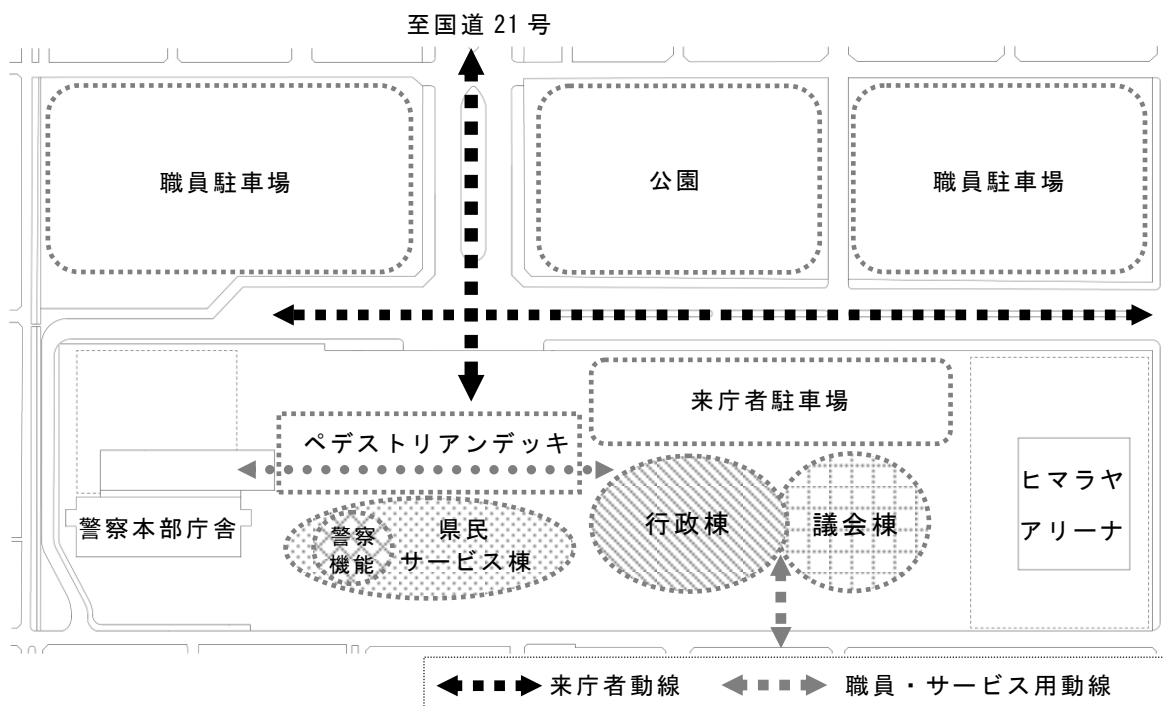 至国道21号
職員駐車場
公園
職員駐車場
来庁者駐車場
ペデストリアンデッキ
ヒマラヤ
アリーナ
警察本部庁舎
警察
機能
県民
サービス棟
行政棟
議会棟
来庁者動線
職員・サービス用動線